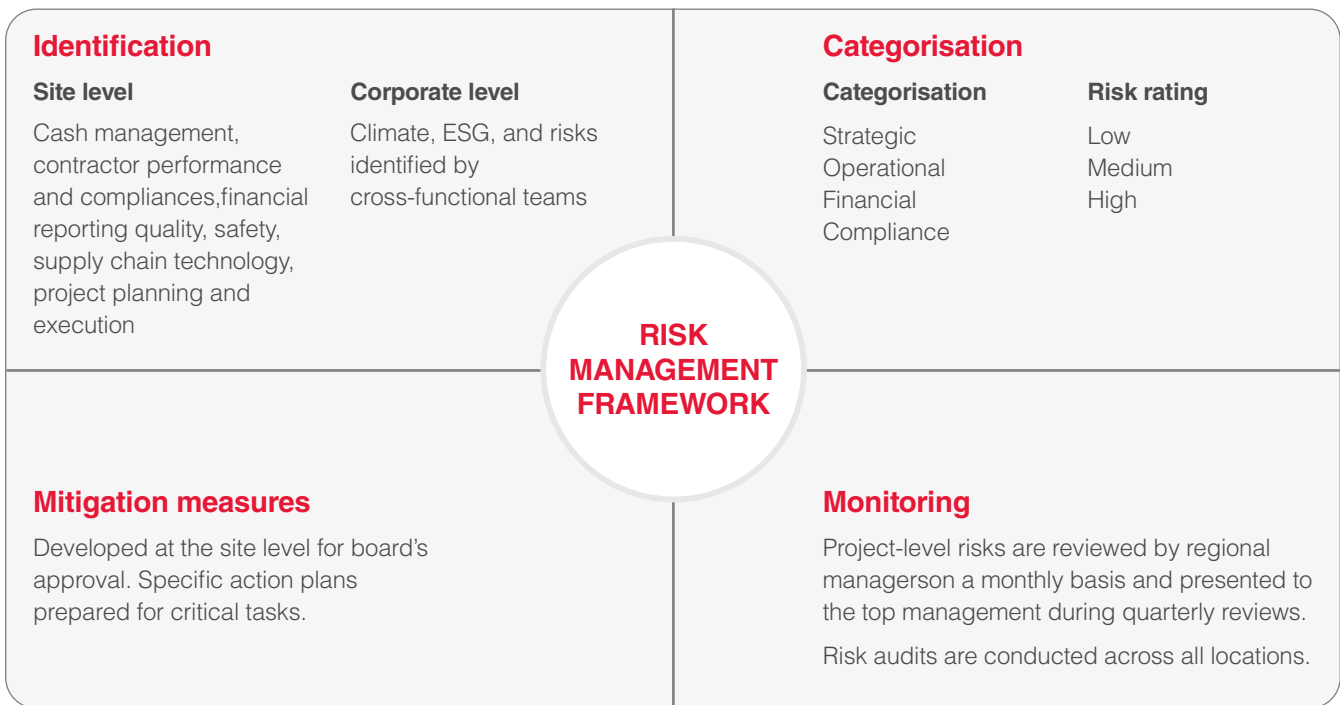 Identification
Site level
Cash management,
contractor performance
and compliances,financial
reporting quality, safety,
supply chain technology,
project planning and
execution
Corporate level
Climate, ESG, and risks
identified by
cross-functional teams
Categorisation
Categorisation
Strategic
Operational
Financial
Compliance
Risk rating
Low
Medium
High
RISK
MANAGEMENT
FRAMEWORK
Mitigation measures
Developed at the site level for board’s
approval. Specific action plans
prepared for critical tasks.
Monitoring
Project-level risks are reviewed by regional
managerson a monthly basis and presented to
the top management during quarterly reviews.
Risk audits are conducted across all locations.